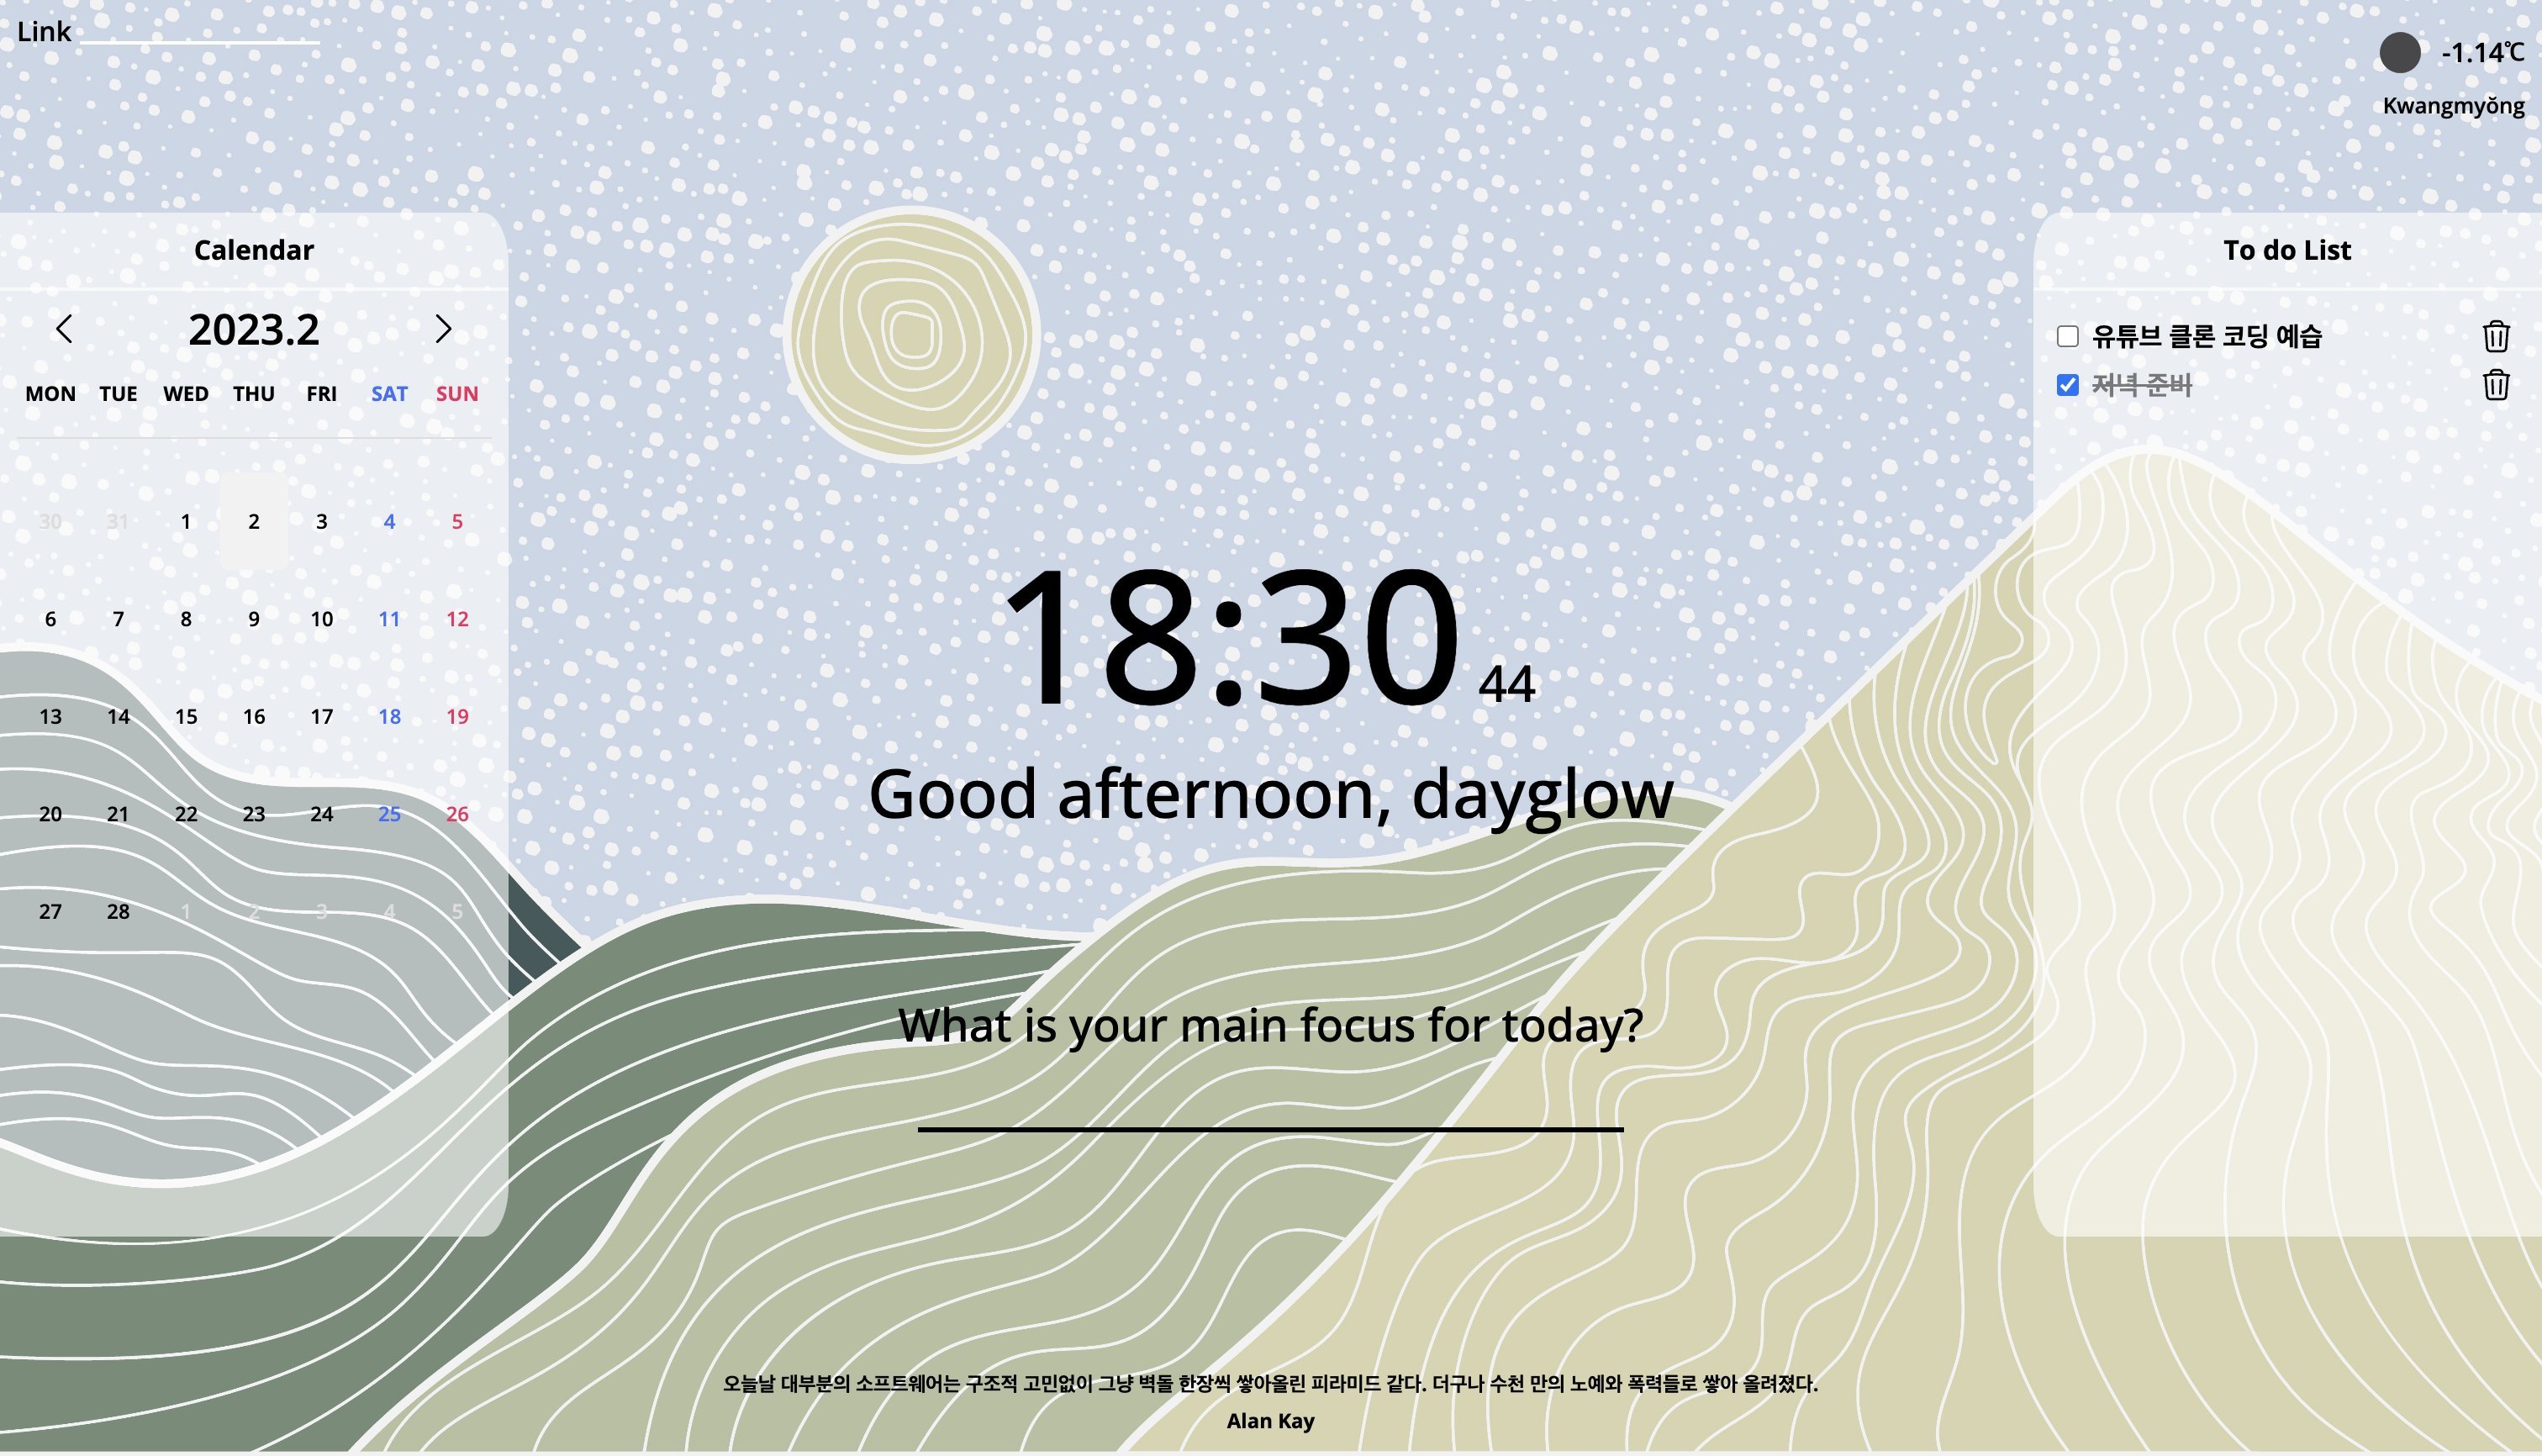 Link
-1.14℃
Kwangmyŏng
Calendar
2023.2
MON TUE WED THU FRI SAT SUN
30 31 1 2 3 4 5
6 7 8 9 10 11 12
13 14 15 16 17 18 19
20 21 22 23 24 25 26
27 28 1 2 3 4 5
18:30 44
Good afternoon, dayglow
What is your main focus for today?
To do List
유튜브 클론 코딩 예습
저녁 준비
오늘날 대부분의 소프트웨어는 구조적 고민없이 그냥 벽돌 한장씩 쌓아올린 피라미드 같다. 더구나 수천 만의 노예와 폭력들로 쌓아 올려졌다.
Alan Kay